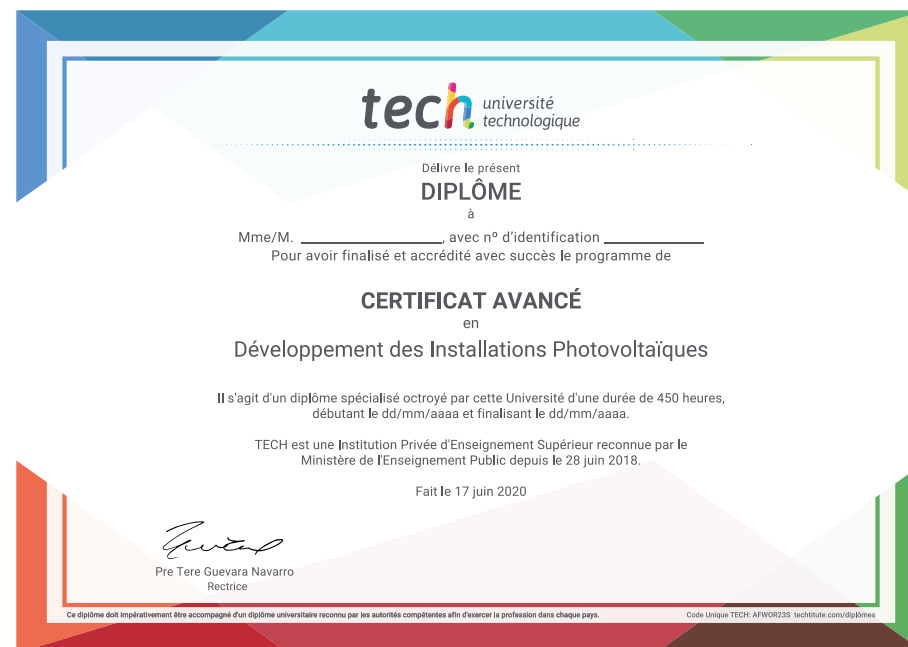 tech université
technologique
Délivre le présent
DIPLÔME
à
Mme/M. ____________________, avec nº d'identification ______________
Pour avoir finalisé et accrédité avec succès le programme de
CERTIFICAT AVANCÉ
en
Développement des Installations Photovoltaïques
Il s'agit d'un diplôme spécialisé octroyé par cette Université d'une durée de 450 heures,
débutant le dd/mm/aaaa et finalisant le dd/mm/aaaa.
TECH est une Institution Privée d'Enseignement Supérieur reconnue par le
Ministère de l'Enseignement Public depuis le 28 juin 2018.
Fait le 17 juin 2020
Pre Tere Guevara Navarro
Rectrice
Ce diplôme doit impérativement être accompagné d'un diplôme universitaire reconnu par les autorités compétentes afin d'exercer la profession dans chaque pays.
Code Unique TECH: AFWOR23S techtitute.com/diplômes